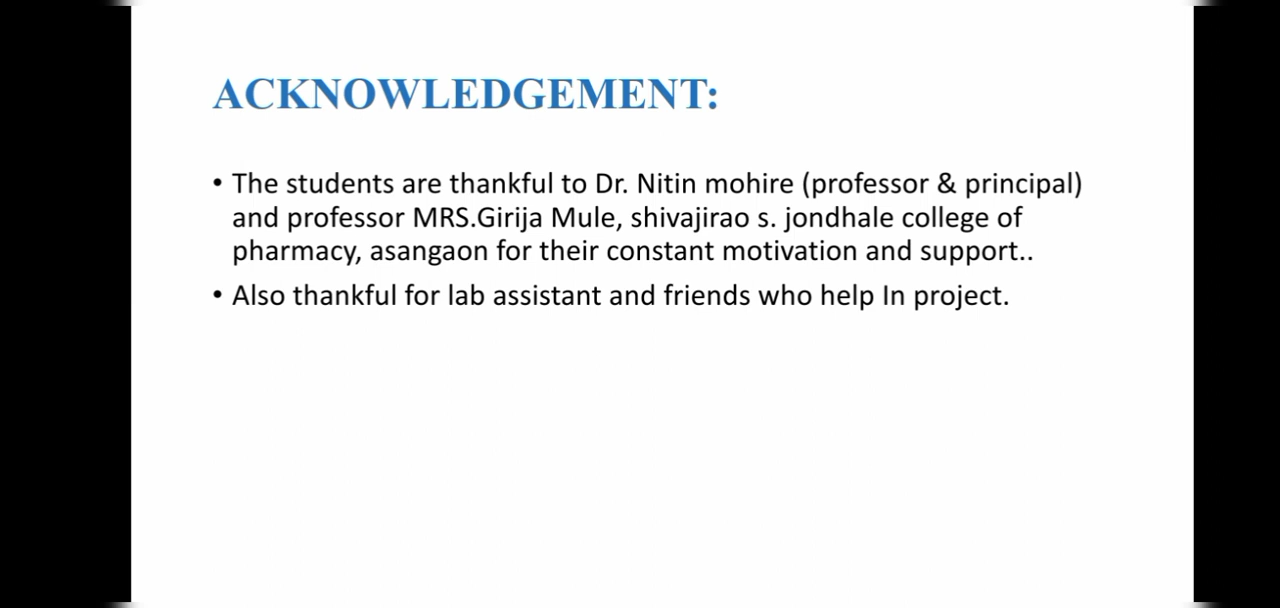 ACKNOWLEDGEMENT:
• The students are thankful to Dr. Nitin mohire (professor & principal)
and professor MRS.Girija Mule, shivajirao s. jondhale college of
pharmacy, asangaon for their constant motivation and support..
• Also thankful for lab assistant and friends who help In project.